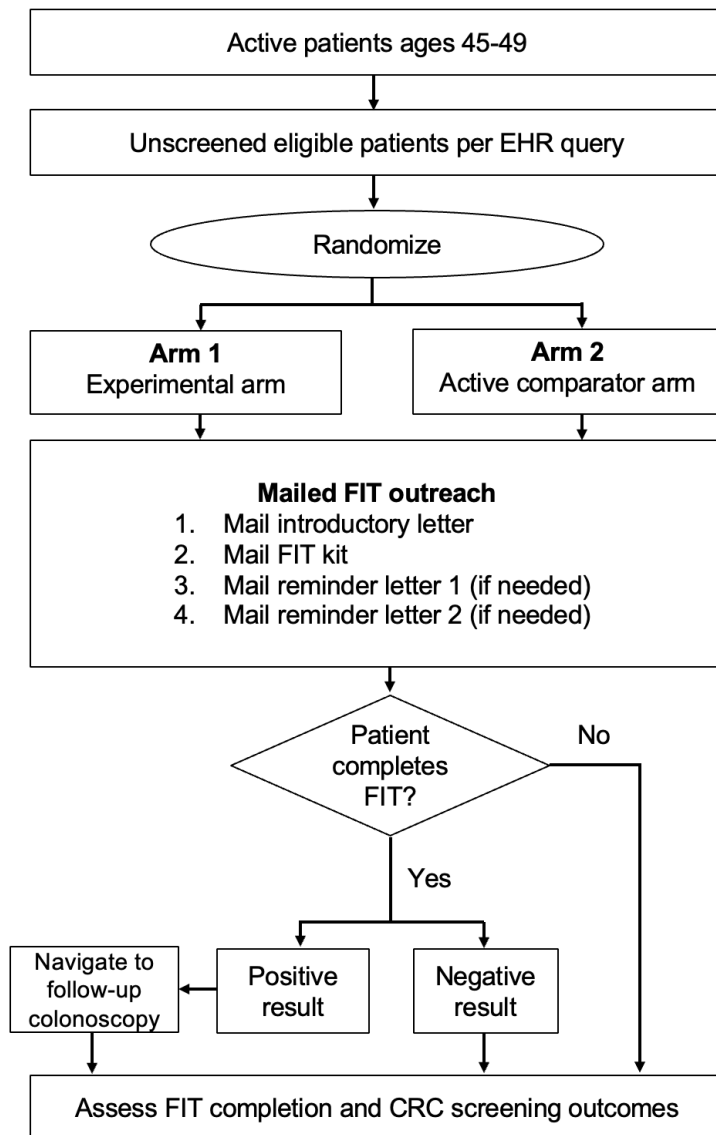 Active patients ages 45-49
Unscreened eligible patients per EHR query
Randomize
Arm 1
Experimental arm
Arm 2
Active comparator arm
Mailed FIT outreach
1. Mail introductory letter
2. Mail FIT kit
3. Mail reminder letter 1 (if needed)
4. Mail reminder letter 2 (if needed)
Patient
completes
FIT?
No
Yes
Navigate to
follow-up
colonoscopy
Positive
result
Negative
result
Assess FIT completion and CRC screening outcomes